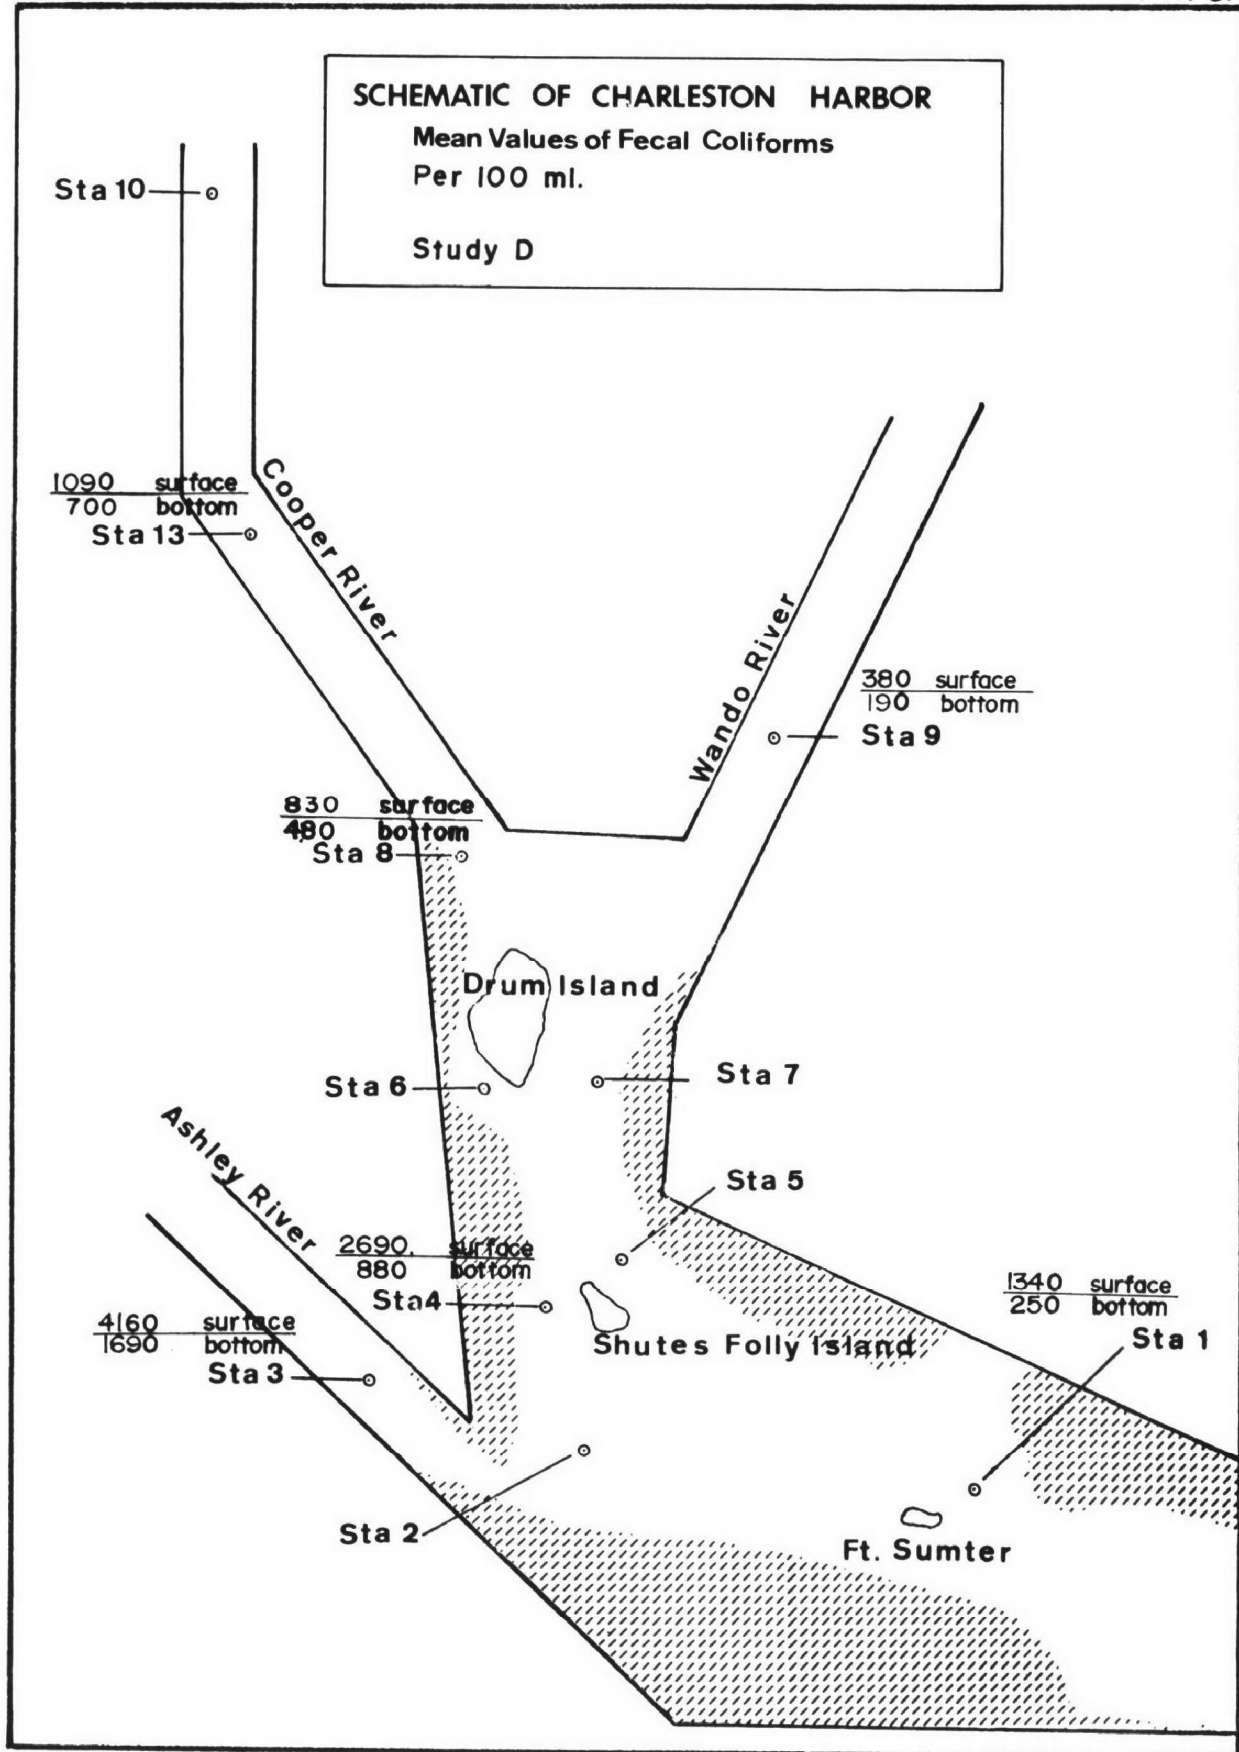 SCHEMATIC OF CHARLESTON HARBOR
Mean Values of Fecal Coliforms
Per 100 ml.
Study D
Sta 10
Cooper River
1090 surface
700 bottom
Sta 13
Wando River
380 surface
190 bottom
Sta 9
830 surface
480 bottom
Sta 8
Drum Island
Sta 6
Sta 7
Ashley River
Sta 5
2690 surface
880 bottom
Sta 4
1340 surface
250 bottom
Sta 1
4160 surface
1690 bottom
Sta 3
Shutes Folly Island
Sta 2
Ft. Sumter